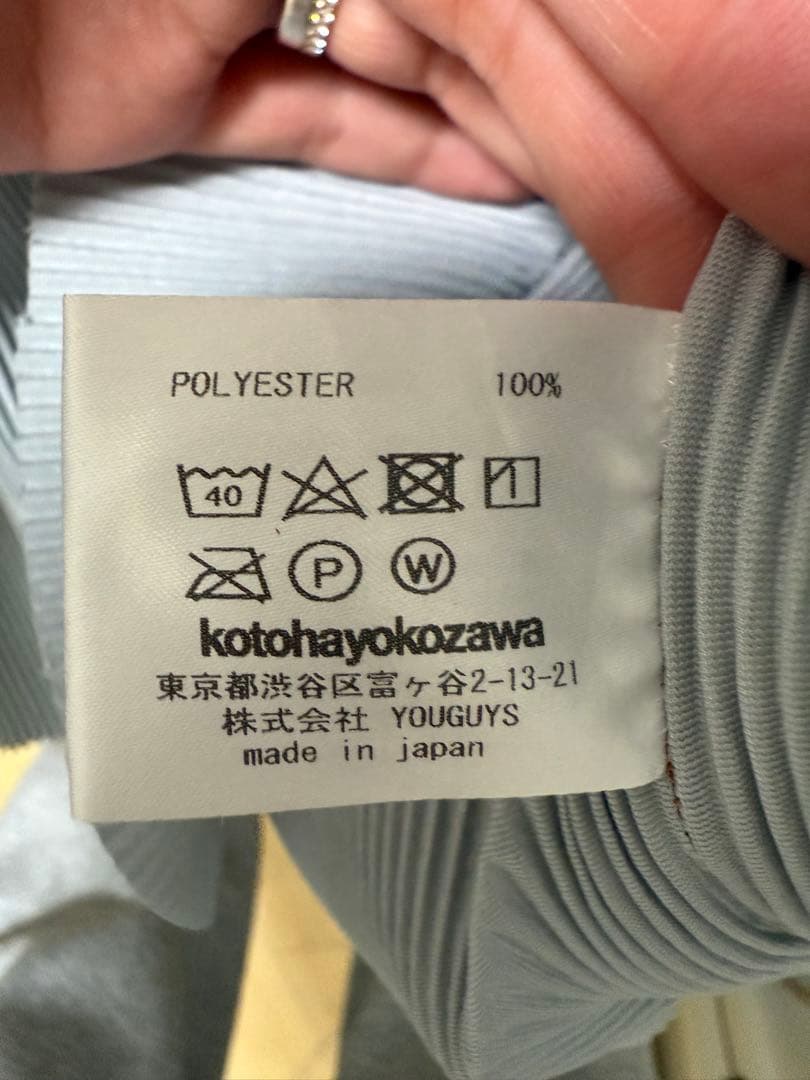 POLYESTER 100%
40
P W
kotohayokozawa
東京都渋谷区富ヶ谷2-13-21
株式会社 YOUGUYS
made in japan